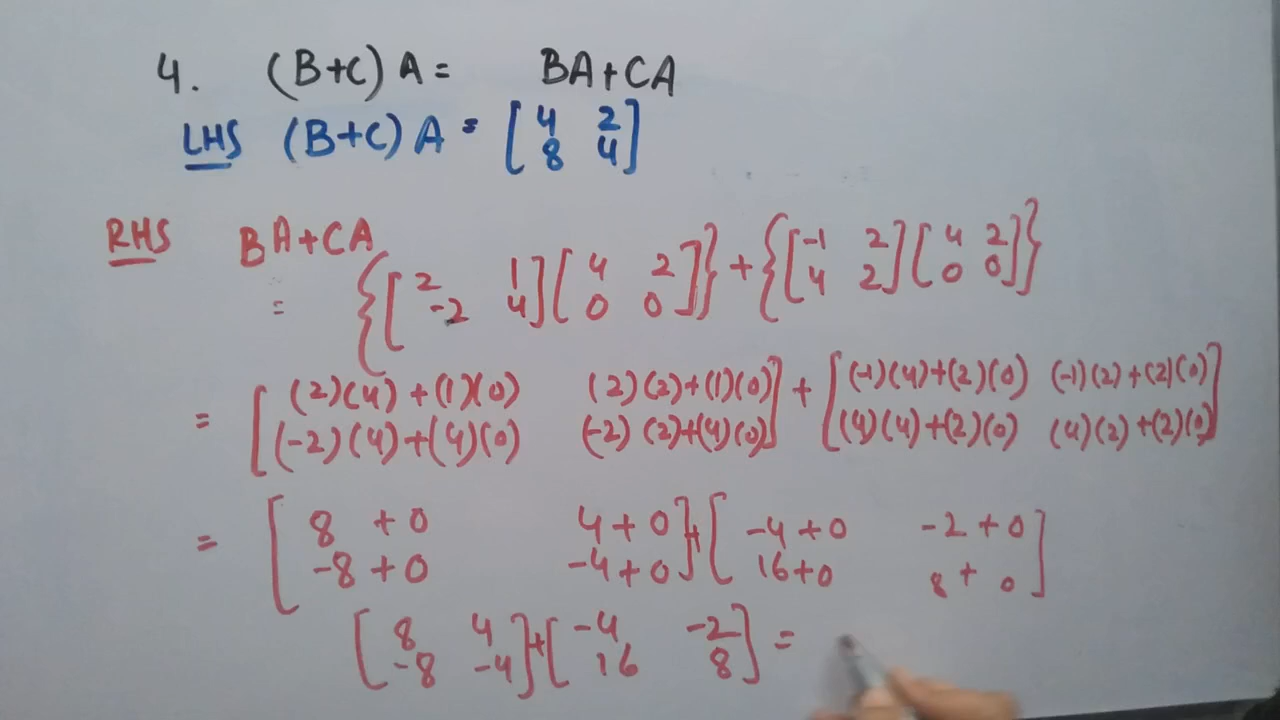 4. (B+C) A = BA+CA
LHS (B+C) A = [4 2
8 4]
RHS BA+CA
= {[2 1
-2 4] [4 2
0 0]} + {[-1 2
4 2] [4 2
0 0]}
= [(2)(4)+(1)(0) (2)(2)+(1)(0)
(-2)(4)+(4)(0) (-2)(2)+(4)(0)] + [(-1)(4)+(2)(0) (-1)(2)+(2)(0)
(4)(4)+(2)(0) (4)(2)+(2)(0)]
= [8 +0 4+0
-8+0 -4+0] + [-4+0 -2+0
16+0 8+0]
[8 4
-8 -4] + [-4 -2
16 8] =